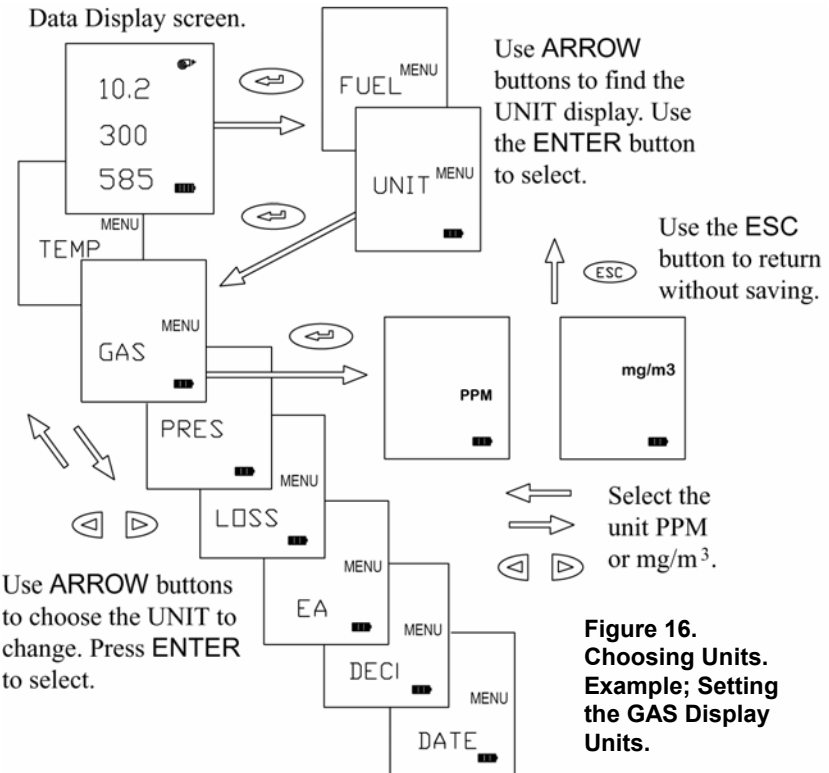 Data Display screen.
10.2
300
585
FUEL MENU
UNIT MENU
Use ARROW
buttons to find the
UNIT display. Use
the ENTER button
to select.
MENU
TEMP
MENU
GAS
PRES
MENU
LOSS
MENU
EA
MENU
DECI
MENU
DATE
PPM
mg/m3
ESC
Use the ESC
button to return
without saving.
Select the
unit PPM
or mg/m³.
Use ARROW buttons
to choose the UNIT to
change. Press ENTER
to select.
Figure 16.
Choosing Units.
Example; Setting
the GAS Display
Units.